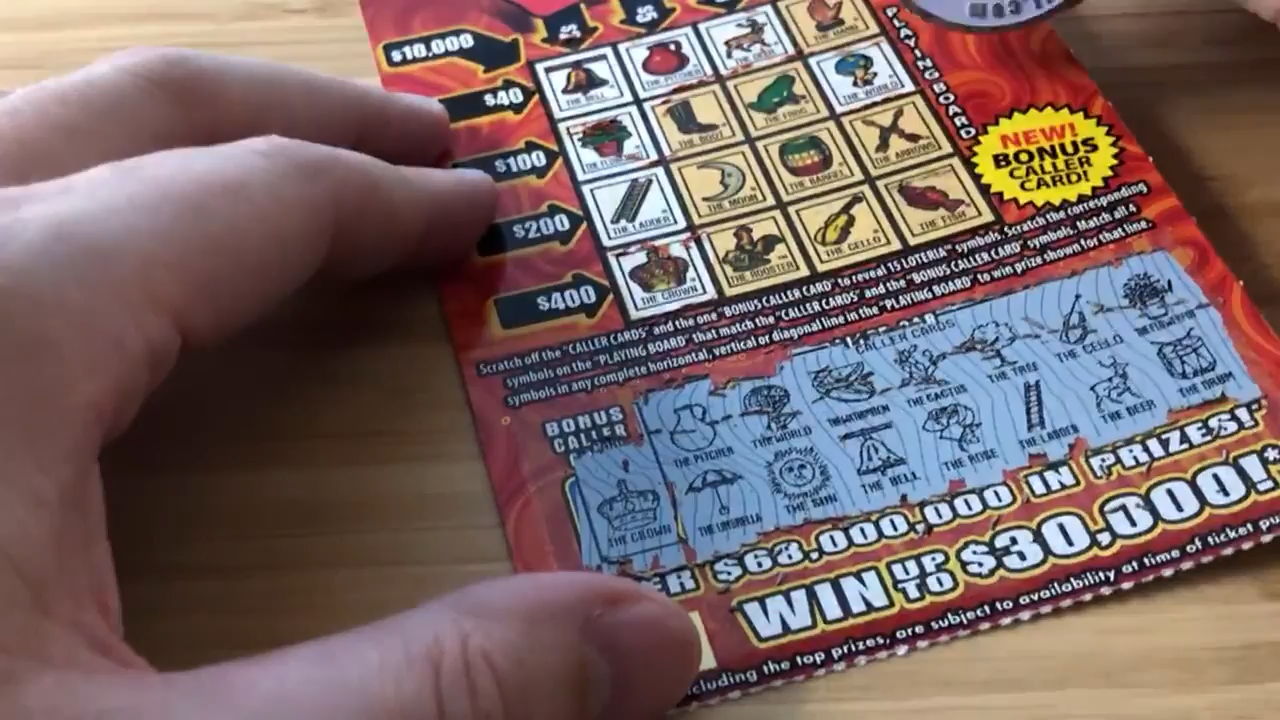 $10,000
$40
$100
$200
$400
THE BELL
THE PITCHER
THE DEER
THE HAND
THE BOOT
THE FROG
THE WORLD
THE LADDER
THE MOON
THE BARREL
THE ARROWS
THE CROWN
THE ROOSTER
THE CELLO
THE FISH
PLAYING BOARD
NEW!
BONUS
CALLER
CARD!
Scratch off the "CALLER CARDS" and the one "BONUS CALLER CARD" to reveal 15 LOTERIA™ symbols. Scratch the corresponding
symbols on the "PLAYING BOARD" that match the "CALLER CARDS" and the "BONUS CALLER CARD" symbols. Match all 4
symbols in any complete horizontal, vertical or diagonal line in the "PLAYING BOARD" to win prize shown for that line.
CALLER CARDS
BONUS
CALLER
THE PITCHER
THE WORLD
THE CACTUS
THE TREE
THE CELLO
THE FLOWERPOT
THE CROWN
THE UMBRELLA
THE SUN
THE BELL
THE ROSE
THE LADDER
THE DEER
THE DRUM
$68,000,000 IN PRIZES!*
WIN UP TO $30,000!*
the top prizes, are subject to availability at time of ticket